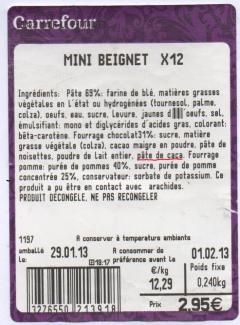 Carrefour
MINI BEIGNET X12
Ingrédients: Pâte 69%: farine de blé, matières grasses
végétales en l'état ou hydrogénées (tournesol, palme,
colza), oeufs, eau, sucre, levure, jaunes d' oeufs, sel,
émulsifiant: mono et diglycérides d'acides gras, colorant:
bêta-carotène. Fourrage chocolat31%: sucre, matière
grasse végétale (colza), cacao maigre en poudre, pâte de
noisettes, poudre de lait entier, pâte de caca. Fourrage
pomme: purée de pommes 40%, sucre, purée de pomme
concentrée 25%, conservateur: sorbate de potassium. Ce
produit a pu être en contact avec arachides.
PRODUIT DECONGELE, NE PAS RECONGELER
1197 A conserver à température ambiante
emballé le 29.01.13 A consommer de préférence avant le 01.02.13
18:17 €/kg Poids fixe
12,29 0.240kg
3276550213918 Prix 2.95€